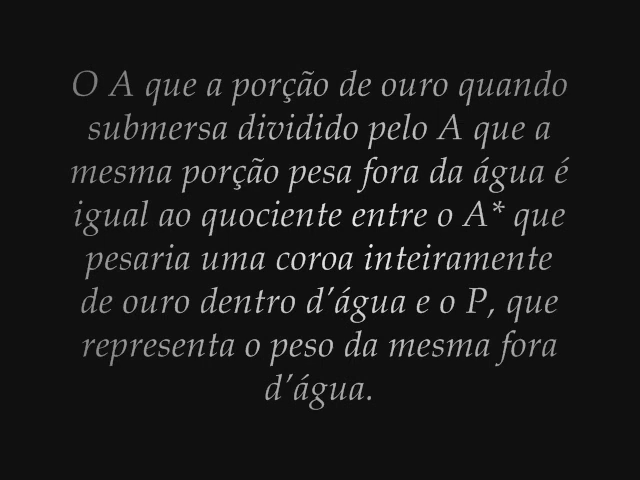 O A que a porção de ouro quando
submersa dividido pelo A que a
mesma porção pesa fora da água é
igual ao quociente entre o A* que
pesaria uma coroa inteiramente
de ouro dentro d'água e o P, que
representa o peso da mesma fora
d'água.